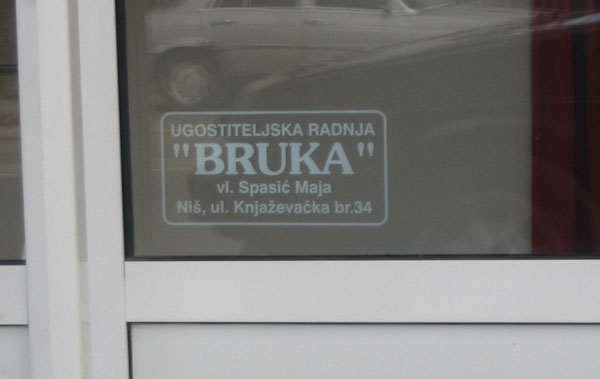 UGOSTITELJSKA RADNJA
"BRUKA"
vl. Spasić Maja
Niš, ul. Knjaževačka br.34